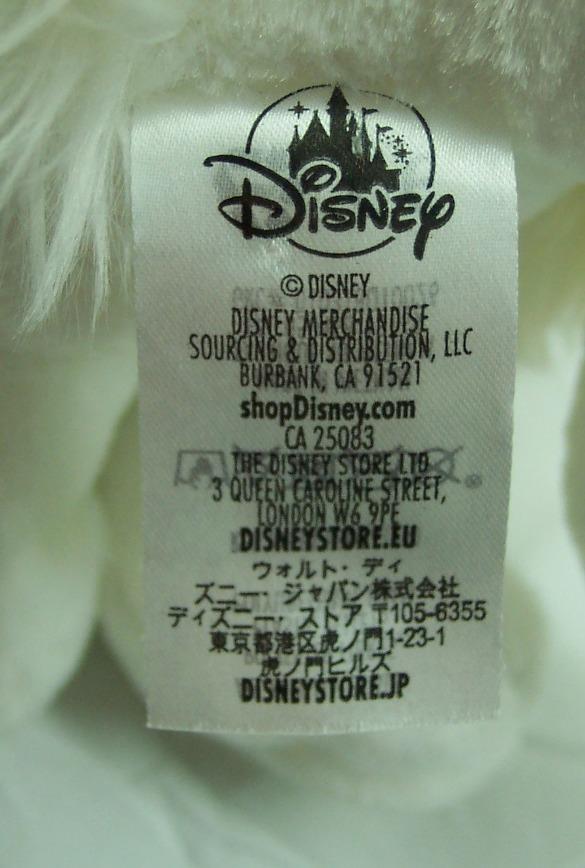 Disney
© DISNEY
DISNEY MERCHANDISE
SOURCING & DISTRIBUTION, LLC
BURBANK, CA 91521
shopDisney.com
CA 25083
THE DISNEY STORE LTD
3 QUEEN CAROLINE STREET,
LONDON W6 9PE
DISNEYSTORE.EU
ウォルト・ディ
ズニー・ジャパン株式会社
ディズニー・ストア 〒105-6355
東京都港区虎ノ門1-23-1
虎ノ門ヒルズ
DISNEYSTORE.JP